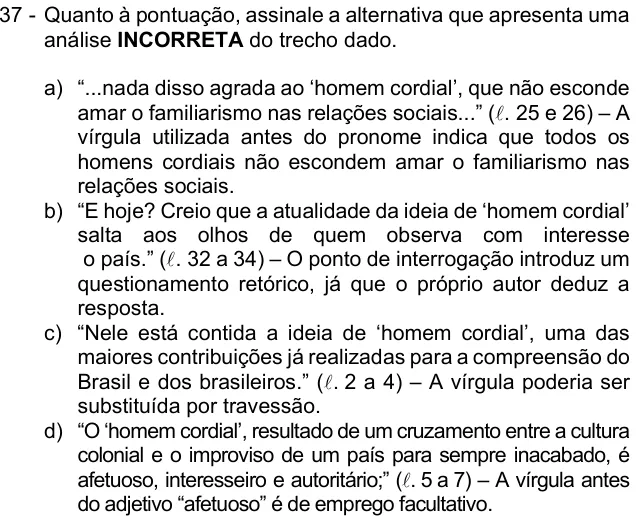 37 - Quanto à pontuação, assinale a alternativa que apresenta uma
análise INCORRETA do trecho dado.
a) “...nada disso agrada ao ‘homem cordial’, que não esconde
amar o familiarismo nas relações sociais...” (ℓ. 25 e 26) – A
vírgula utilizada antes do pronome indica que todos os
homens cordiais não escondem amar o familiarismo nas
relações sociais.
b) “E hoje? Creio que a atualidade da ideia de ‘homem cordial’
salta aos olhos de quem observa com interesse
o país.” (ℓ. 32 a 34) – O ponto de interrogação introduz um
questionamento retórico, já que o próprio autor deduz a
resposta.
c) “Nele está contida a ideia de ‘homem cordial’, uma das
maiores contribuições já realizadas para a compreensão do
Brasil e dos brasileiros.” (ℓ. 2 a 4) – A vírgula poderia ser
substituída por travessão.
d) “O ‘homem cordial’, resultado de um cruzamento entre a cultura
colonial e o improviso de um país para sempre inacabado, é
afetuoso, interesseiro e autoritário;” (ℓ. 5 a 7) – A vírgula antes
do adjetivo “afetuoso” é de emprego facultativo.